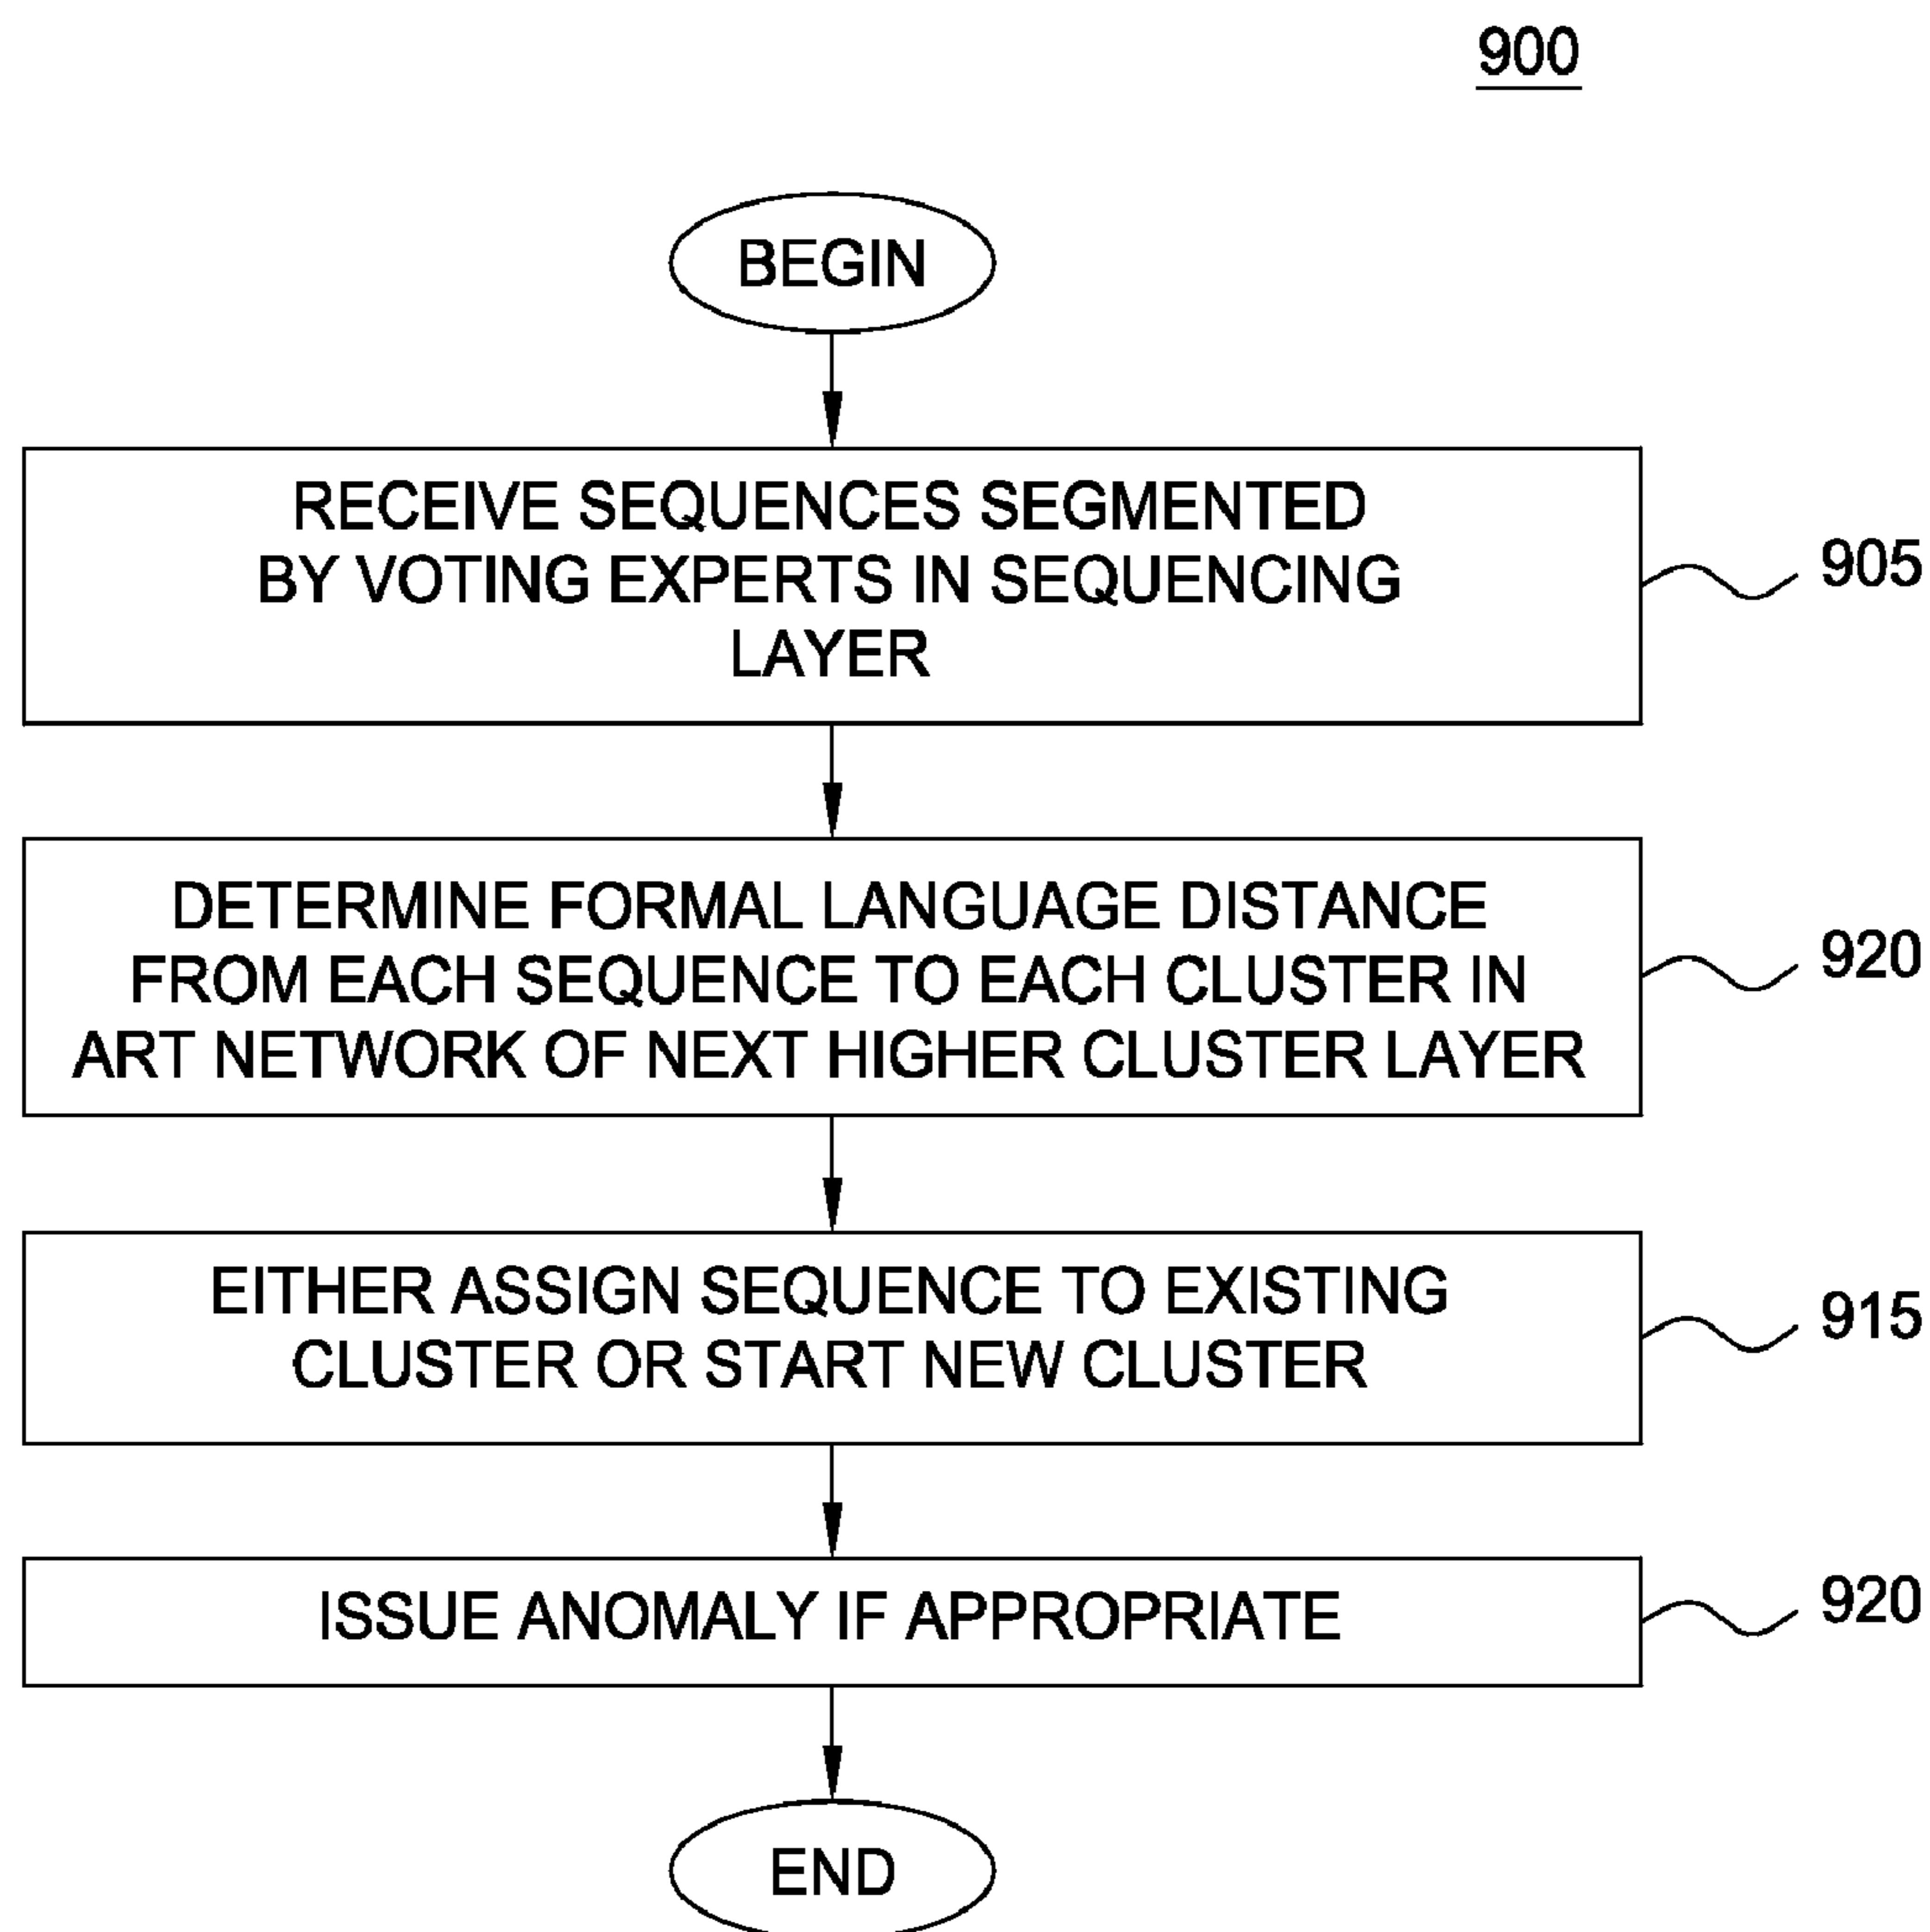 900
BEGIN
RECEIVE SEQUENCES SEGMENTED
BY VOTING EXPERTS IN SEQUENCING
LAYER
905
DETERMINE FORMAL LANGUAGE DISTANCE
FROM EACH SEQUENCE TO EACH CLUSTER IN
ART NETWORK OF NEXT HIGHER CLUSTER LAYER
920
EITHER ASSIGN SEQUENCE TO EXISTING
CLUSTER OR START NEW CLUSTER
915
ISSUE ANOMALY IF APPROPRIATE
920
END